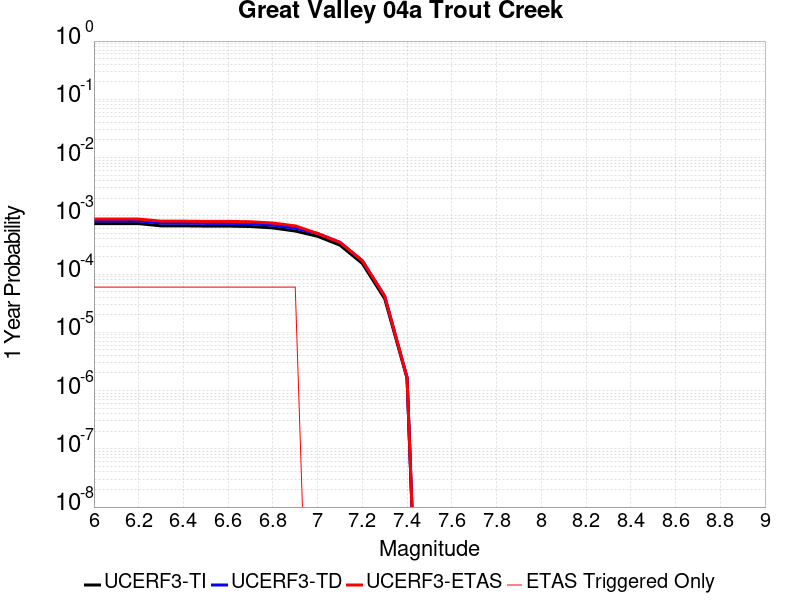 Great Valley 04a Trout Creek
10^0
10^-1
10^-2
10^-3
10^-4
10^-5
10^-6
10^-7
10^-8
1 Year Probability
6 6.2 6.4 6.6 6.8 7 7.2 7.4 7.6 7.8 8 8.2 8.4 8.6 8.8 9
Magnitude
UCERF3-TI UCERF3-TD UCERF3-ETAS ETAS Triggered Only